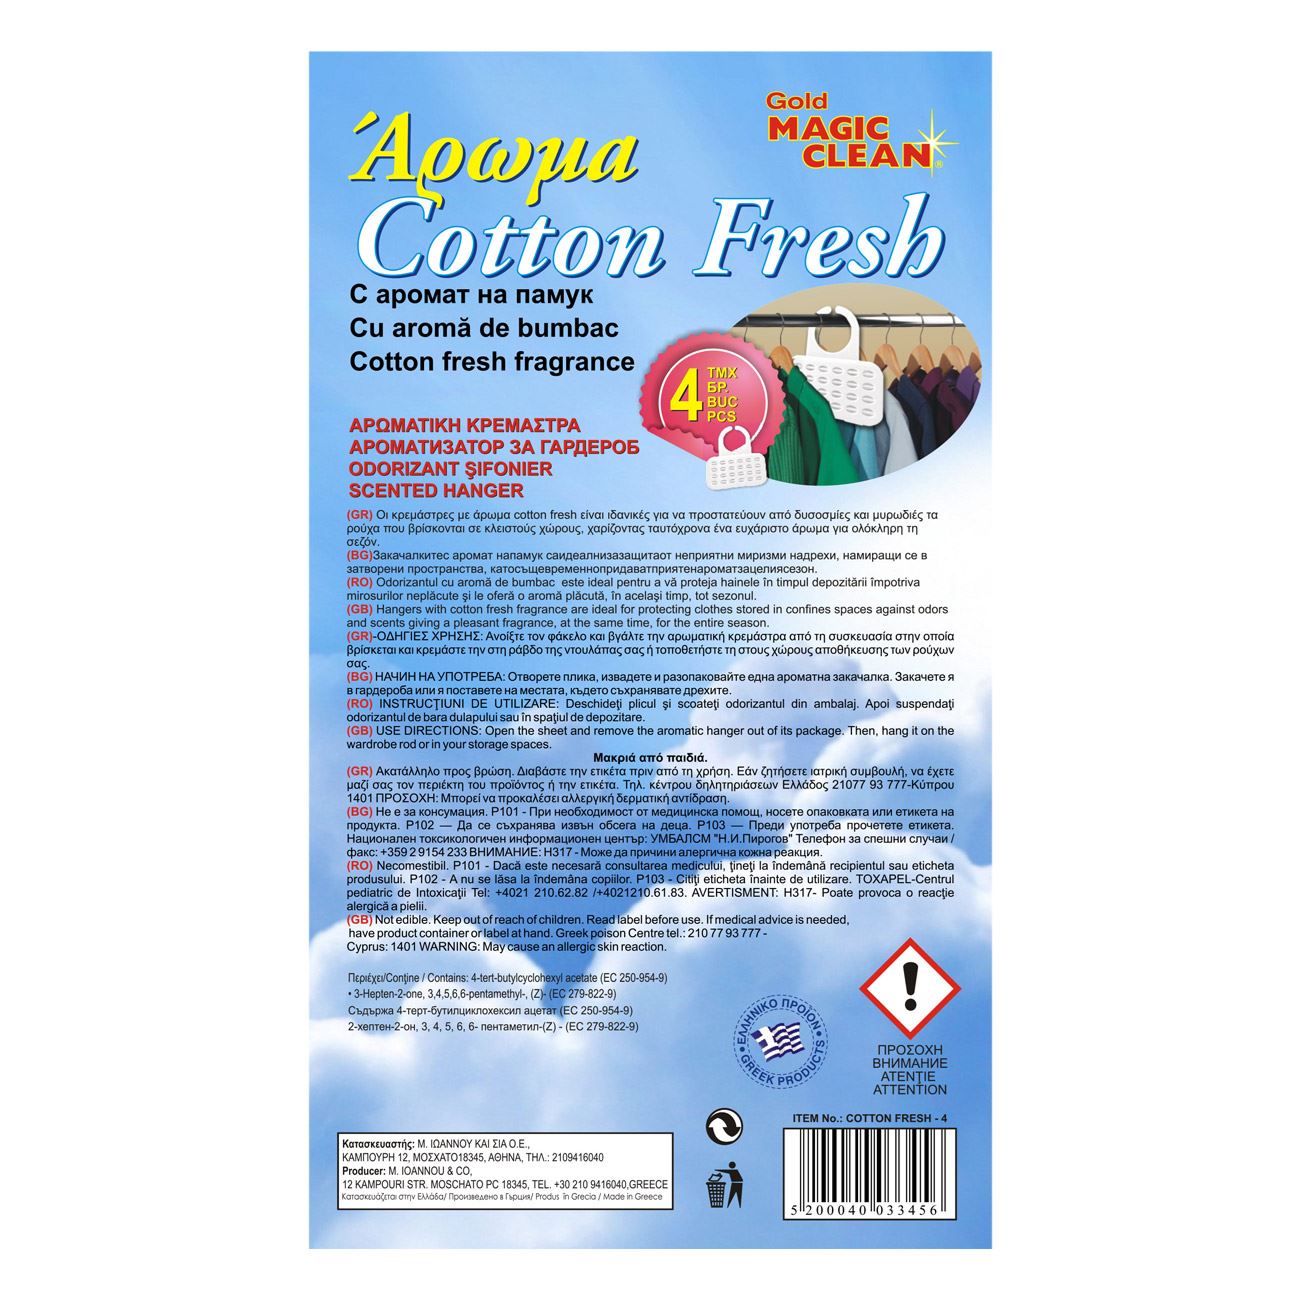 Gold
MAGIC
CLEAN®
Άρωμα
Cotton Fresh
С аромат на памук
Cu aromă de bumbac
Cotton fresh fragrance
4 ΤΜΧ
БР.
BUC
PCS
ΑΡΩΜΑΤΙΚΗ ΚΡΕΜΑΣΤΡΑ
АРОМАТИЗАТОР ЗА ГАРДЕРОБ
ODORIZANT ŞIFONIER
SCENTED HANGER
(GR) Οι κρεμάστρες με άρωμα cotton fresh είναι ιδανικές για να προστατεύουν από δυσοσμίες και μυρωδιές τα
ρούχα που βρίσκονται σε κλειστούς χώρους, χαρίζοντας ταυτόχρονα ένα ευχάριστο άρωμα για ολόκληρη τη
σεζόν.
(BG)Закачалкитес аромат напамук саидеалнизазащитаот неприятни миризми надрехи, намиращи се в
затворени пространства, катосъщевременнопридаватприятенароматзацелиясезон.
(RO) Odorizantul cu aromă de bumbac este ideal pentru a vă proteja hainele în timpul depozitării împotriva
mirosurilor neplăcute şi le oferă o aromă plăcută, în acelaşi timp, tot sezonul.
(GB) Hangers with cotton fresh fragrance are ideal for protecting clothes stored in confines spaces against odors
and scents giving a pleasant fragrance, at the same time, for the entire season.
(GR)-ΟΔΗΓΙΕΣ ΧΡΗΣΗΣ: Ανοίξτε τον φάκελο και βγάλτε την αρωματική κρεμάστρα από τη συσκευασία στην οποία
βρίσκεται και κρεμάστε την στη ράβδο της ντουλάπας σας ή τοποθετήστε τη στους χώρους αποθήκευσης των ρούχων
σας.
(BG) НАЧИН НА УПОТРЕБА: Отворете плика, извадете и разопаковайте една ароматна закачалка. Закачете я
в гардероба или я поставете на местата, където съхранявате дрехите.
(RO) INSTRUCŢIUNI DE UTILIZARE: Deschideţi plicul şi scoateţi odorizantul din ambalaj. Apoi suspendaţi
odorizantul de bara dulapului sau în spaţiul de depozitare.
(GB) USE DIRECTIONS: Open the sheet and remove the aromatic hanger out of its package. Then, hang it on the
wardrobe rod or in your storage spaces.
Μακριά από παιδιά.
(GR) Ακατάλληλο προς βρώση. Διαβάστε την ετικέτα πριν από τη χρήση. Εάν ζητήσετε ιατρική συμβουλή, να έχετε
μαζί σας τον περιέκτη του προϊόντος ή την ετικέτα. Τηλ. κέντρου δηλητηριάσεων Ελλάδος 21077 93 777-Κύπρου
1401 ΠΡΟΣΟΧΗ: Μπορεί να προκαλέσει αλλεργική δερματική αντίδραση.
(BG) Не е за консумация. P101 - При необходимост от медицинска помощ, носете опаковката или етикета на
продукта. P102 — Да се съхранява извън обсега на деца. P103 — Преди употреба прочетете етикета.
Национален токсикологичен информационен център: УМБАЛСМ "Н.И.Пирогов" Телефон за спешни случаи /
факс: +359 2 9154 233 ВНИМАНИЕ: H317 - Може да причини алергична кожна реакция.
(RO) Necomestibil. P101 - Dacă este necesară consultarea medicului, ţineţi la îndemână recipientul sau eticheta
produsului. P102 - A nu se lăsa la îndemâna copiilor. P103 - Citiţi eticheta înainte de utilizare. TOXAPEL-Centrul
pediatric de Intoxicaţii Tel: +4021 210.62.82 /+4021210.61.83. AVERTISMENT: H317- Poate provoca o reacţie
alergică a pielii.
(GB) Not edible. Keep out of reach of children. Read label before use. If medical advice is needed,
have product container or label at hand. Greek poison Centre tel.: 210 77 93 777 -
Cyprus: 1401 WARNING: May cause an allergic skin reaction.
Περιέχει/Conţine / Contains: 4-tert-butylcyclohexyl acetate (EC 250-954-9)
• 3-Hepten-2-one, 3,4,5,6,6-pentamethyl-, (Z)- (EC 279-822-9)
Съдържа 4-терт-бутилциклохексил ацетат (EC 250-954-9)
2-хептен-2-он, 3, 4, 5, 6, 6- пентаметил-(Z) - (EC 279-822-9)
ΕΛΛΗΝΙΚΟ ΠΡΟΪΟΝ
GREEK PRODUCTS
ΠΡΟΣΟΧΗ
ВНИМАНИЕ
ATENŢIE
ATTENTION
ITEM No.: COTTON FRESH - 4
Κατασκευαστής: Μ. ΙΩΑΝΝΟΥ ΚΑΙ ΣΙΑ Ο.Ε.,
ΚΑΜΠΟΥΡΗ 12, ΜΟΣΧΑΤΟ18345, ΑΘΗΝΑ, ΤΗΛ.: 2109416040
Producer: M. IOANNOU & CO,
12 KAMPOURI STR. MOSCHATO PC 18345, TEL. +30 210 9416040,GREECE
Κατασκευάζεται στην Ελλάδα/ Произведено в Гърция/ Produs în Grecia / Made in Greece
5 200040 033456